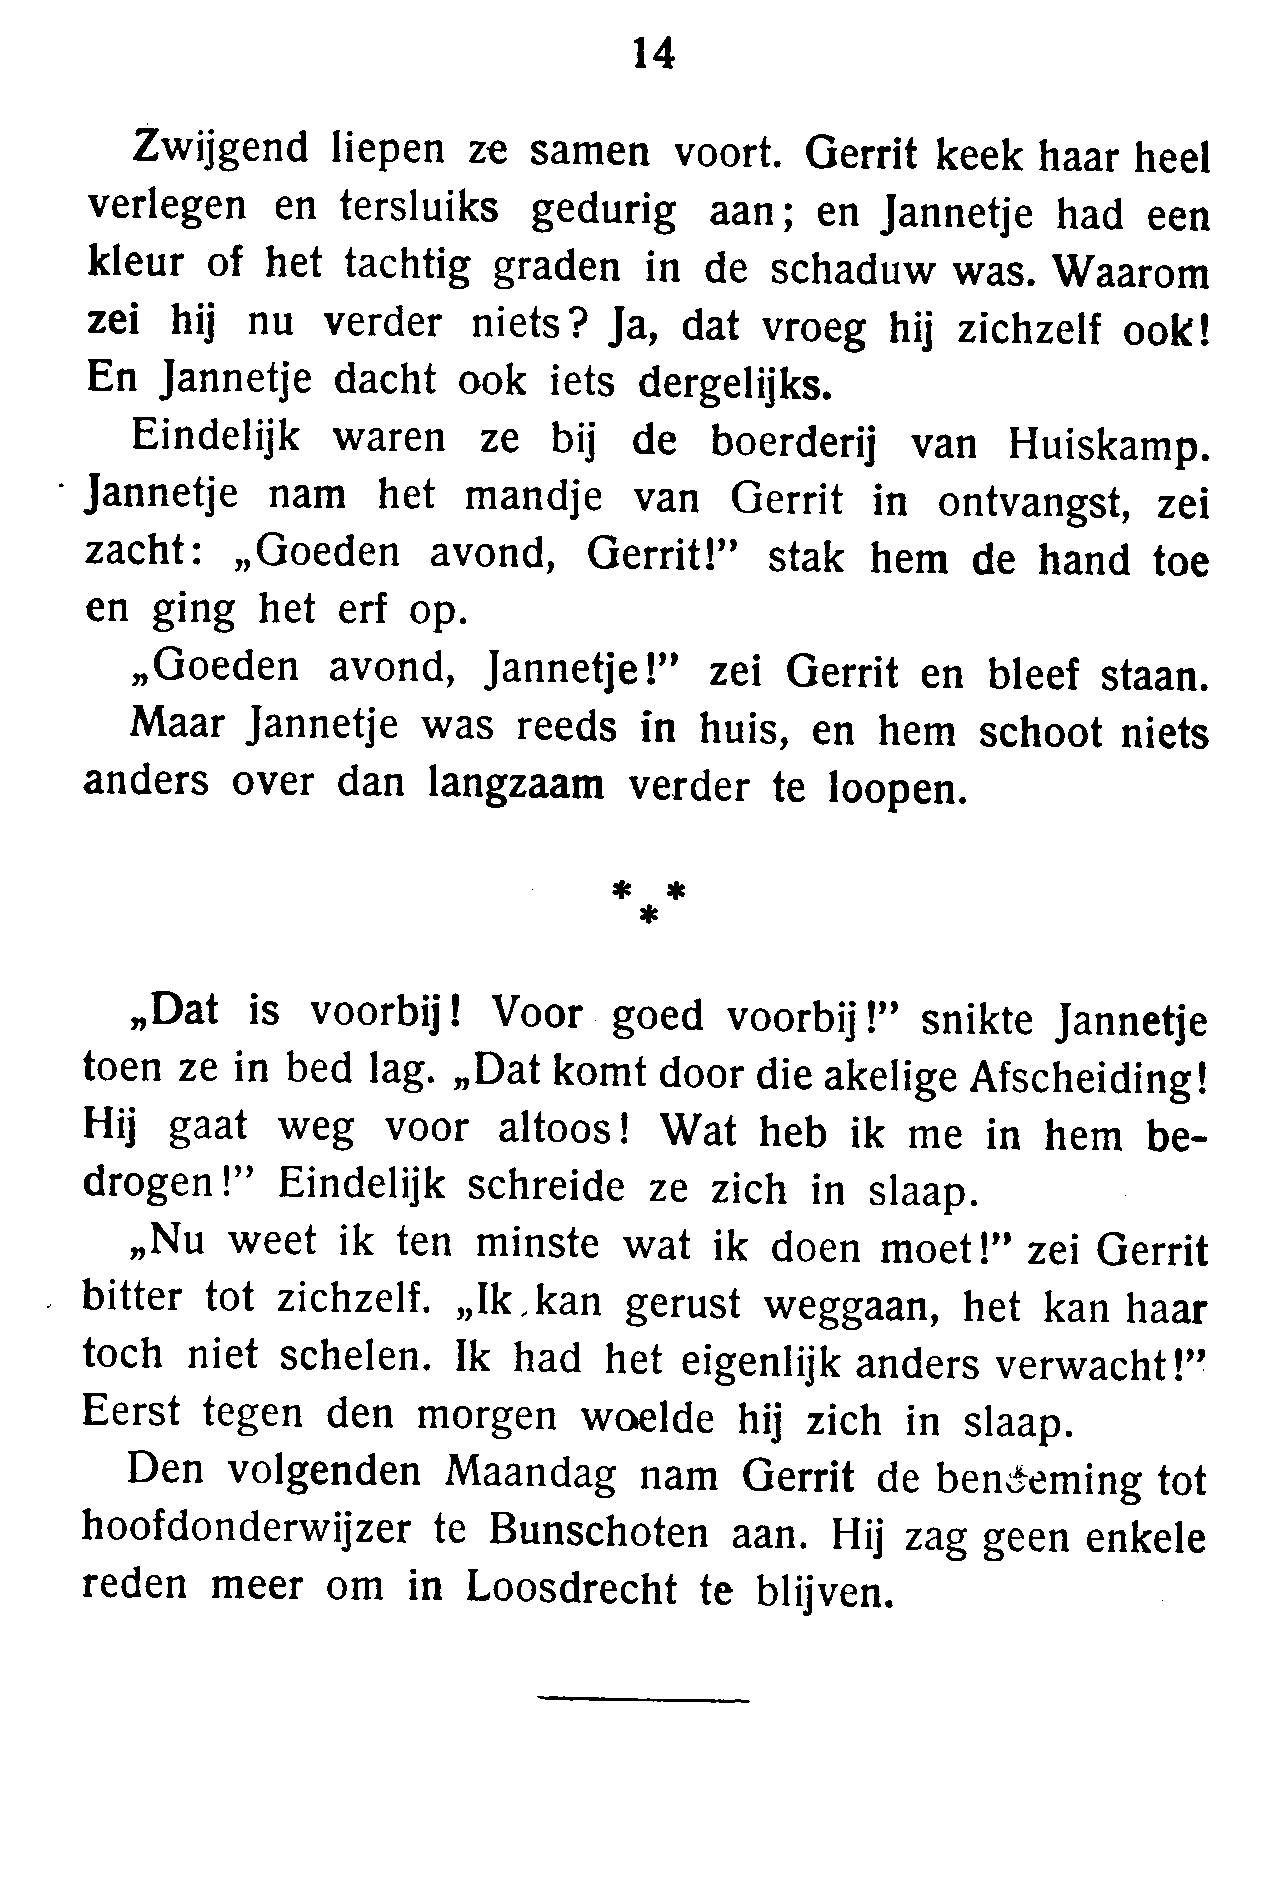 14
Zwijgend liepen ze samen voort. Gerrit keek haar heel
verlegen en tersluiks gedurig aan; en Jannetje had een
kleur of het tachtig graden in de schaduw was. Waarom
zei hij nu verder niets? Ja, dat vroeg hij zichzelf ook!
En Jannetje dacht ook iets dergelijks.
Eindelijk waren ze bij de boerderij van Huiskamp.
Jannetje nam het mandje van Gerrit in ontvangst, zei
zacht: „Goeden avond, Gerrit!” stak hem de hand toe
en ging het erf op.
„Goeden avond, Jannetje!” zei Gerrit en bleef staan.
Maar Jannetje was reeds in huis, en hem schoot niets
anders over dan langzaam verder te loopen.
* *
*
„Dat is voorbij! Voor goed voorbij!” snikte Jannetje
toen ze in bed lag. „Dat komt door die akelige Afscheiding!
Hij gaat weg voor altoos! Wat heb ik me in hem be-
drogen!” Eindelijk schreide ze zich in slaap.
„Nu weet ik ten minste wat ik doen moet!” zei Gerrit
bitter tot zichzelf. „Ik kan gerust weggaan, het kan haar
toch niet schelen. Ik had het eigenlijk anders verwacht!”
Eerst tegen den morgen woelde hij zich in slaap.
Den volgenden Maandag nam Gerrit de benoeming tot
hoofdonderwijzer te Bunschoten aan. Hij zag geen enkele
reden meer om in Loosdrecht te blijven.